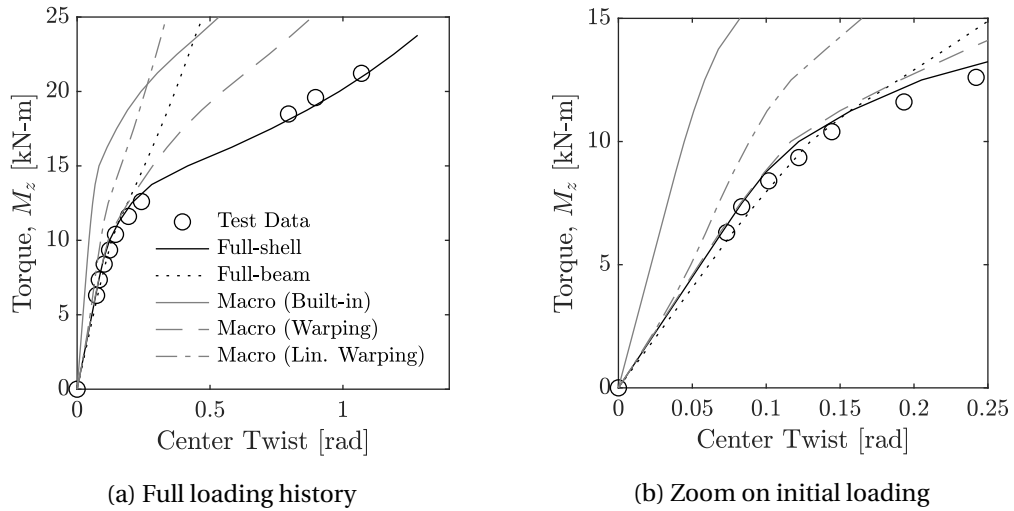 25
20
15
10
5
0
0
0.5
1
Torque, M_z [kN-m]
Center Twist [rad]
Test Data
Full-shell
Full-beam
Macro (Built-in)
Macro (Warping)
Macro (Lin. Warping)
(a) Full loading history
15
10
5
0
0
0.05
0.1
0.15
0.2
0.25
Torque, M_z [kN-m]
Center Twist [rad]
(b) Zoom on initial loading